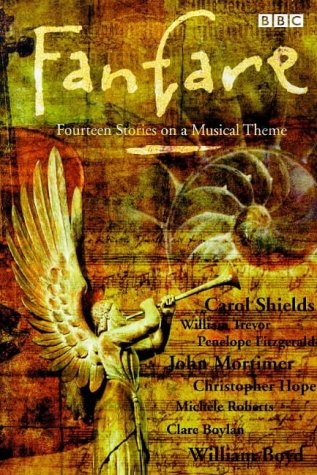 BBC
Fanfare
Fourteen Stories on a Musical Theme
Carol Shields
William Trevor
Penelope Fitzgerald
John Mortimer
Christopher Hope
Michèle Roberts
Clare Boylan
William Boyd